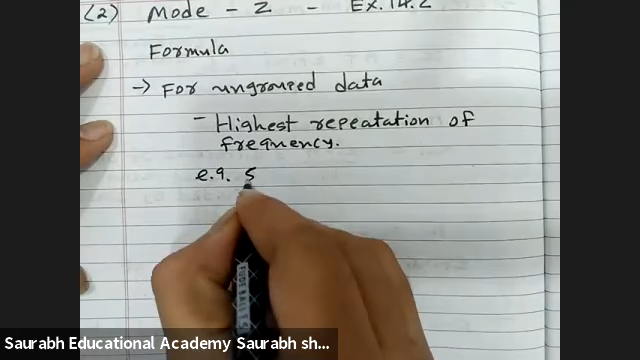 (2) Mode - Z - Ex.14.2
Formula
→ For ungrouped data
- Highest repeatation of
frequency.
e.g. 5
Saurabh Educational Academy Saurabh sh...